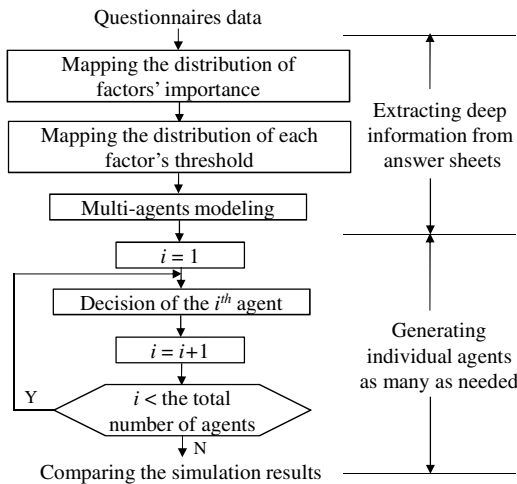 Questionnaires data
Mapping the distribution of
factors' importance
Mapping the distribution of each
factor's threshold
Multi-agents modeling
i = 1
Decision of the iᵗʰ agent
i = i+1
Y
i < the total
number of agents
N
Comparing the simulation results
Extracting deep
information from
answer sheets
Generating
individual agents
as many as needed